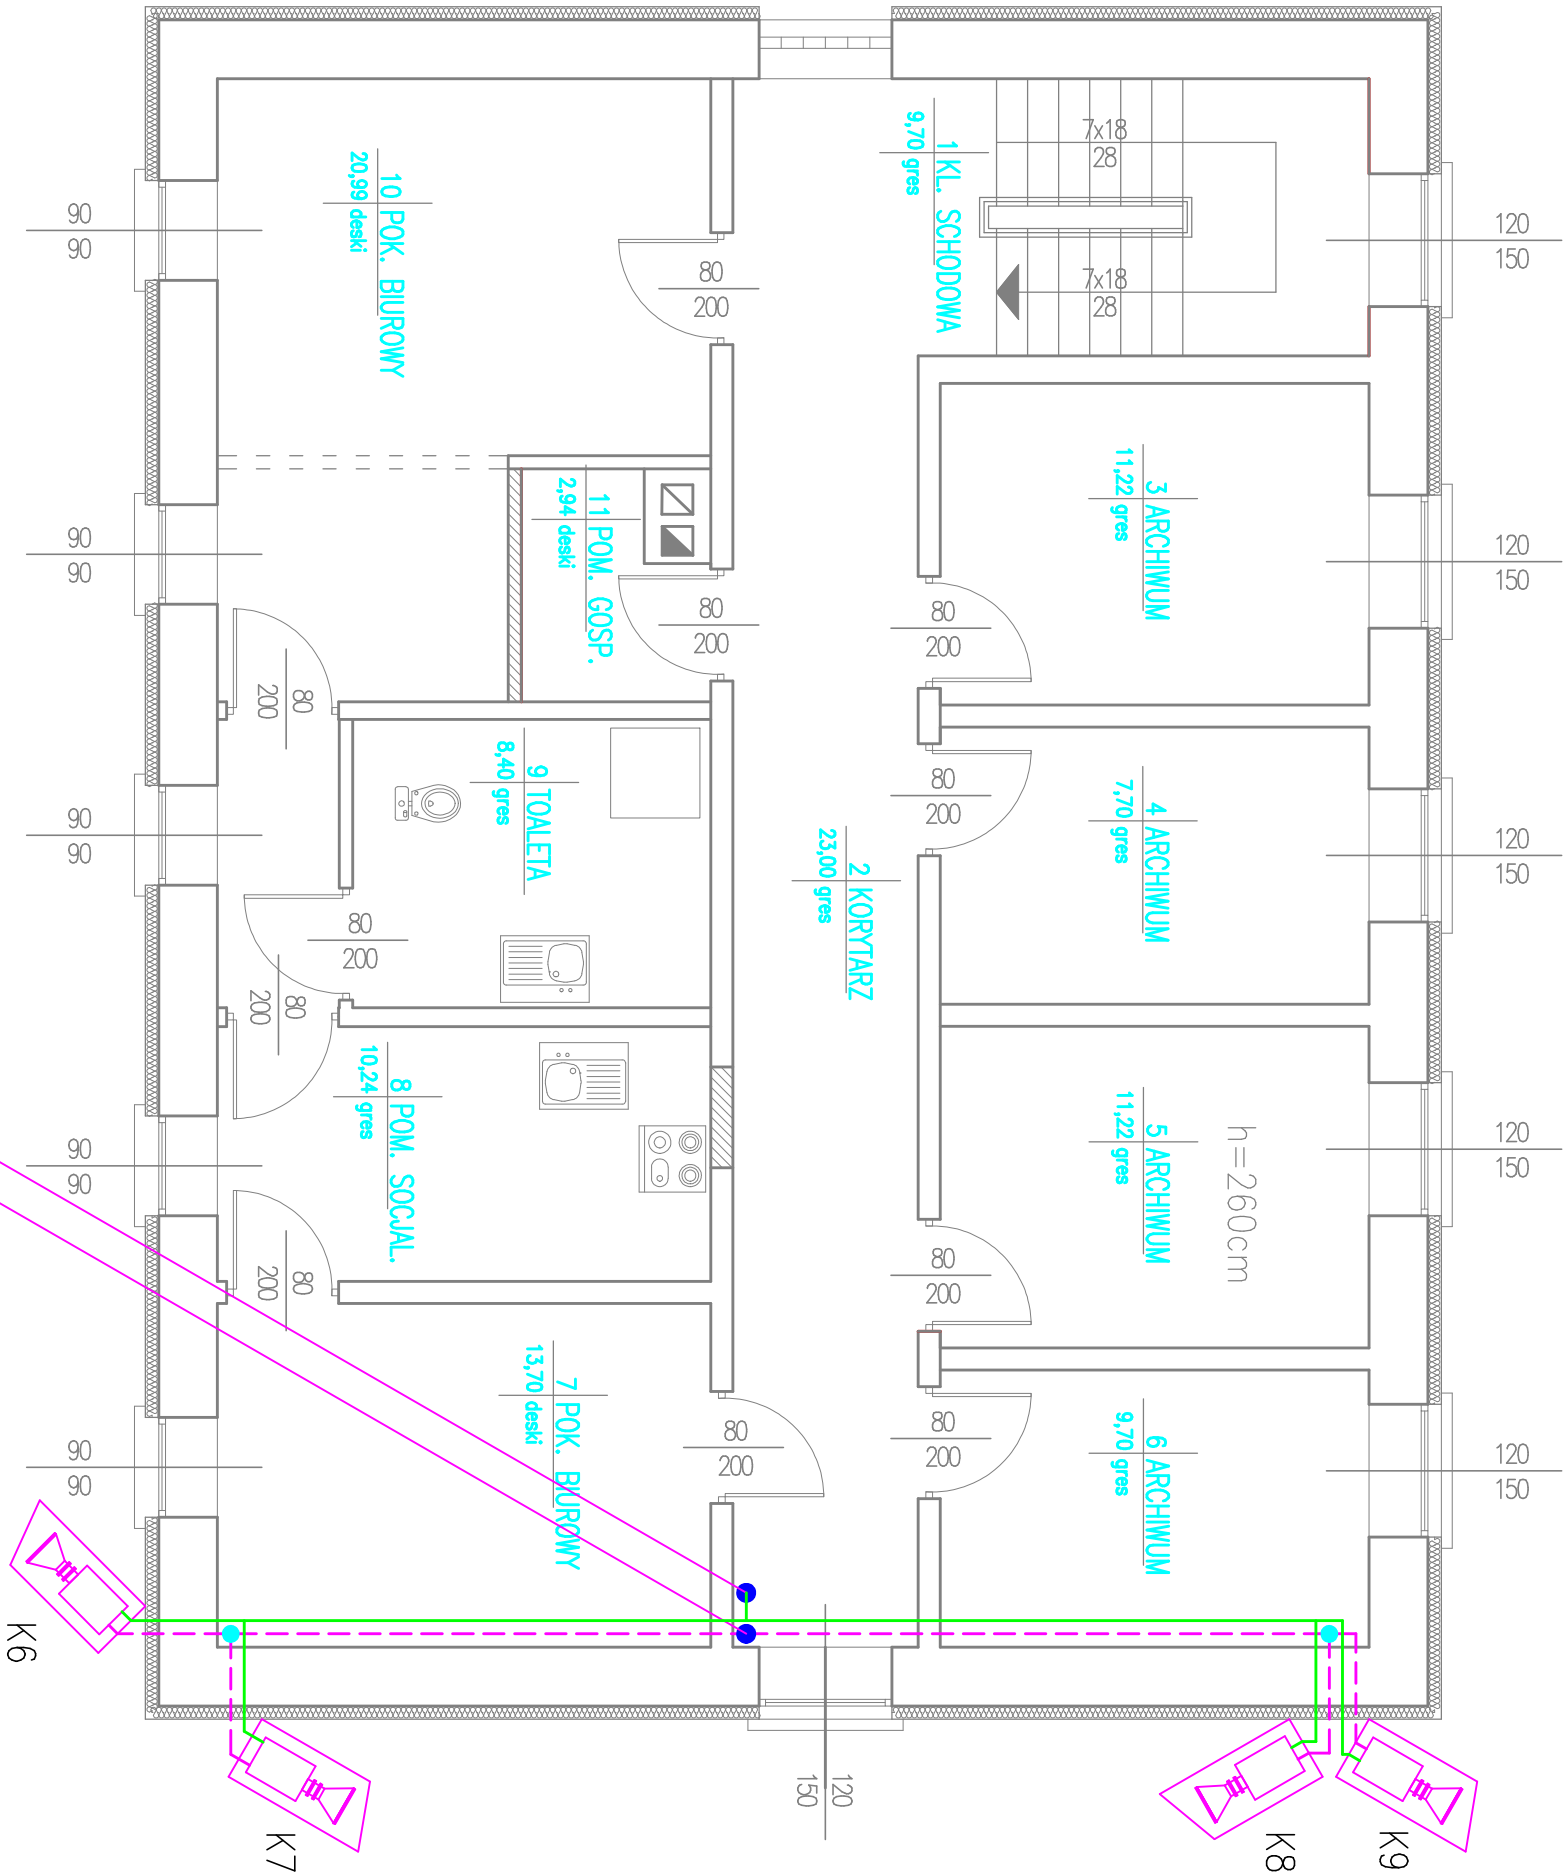 120
150
120
150
120
150
120
150
120
150
7x18
28
7x18
28
1 KL. SCHODOWA
9,70 gres
3 ARCHIWUM
11,22 gres
4 ARCHIWUM
7,70 gres
5 ARCHIWUM
11,22 gres
h=260cm
6 ARCHIWUM
9,70 gres
80
200
80
200
80
200
80
200
2 KORYTARZ
23,00 gres
80
200
80
200
80
200
10 POK. BIUROWY
20,99 deski
11 POM. GOSP.
2,94 deski
9 TOALETA
8,40 gres
8 POM. SOCJAL.
10,24 gres
7 POK. BIUROWY
13,70 deski
80
200
80
200
80
200
80
200
90
90
90
90
90
90
90
90
90
90
120
150
K6
K7
K8
K9